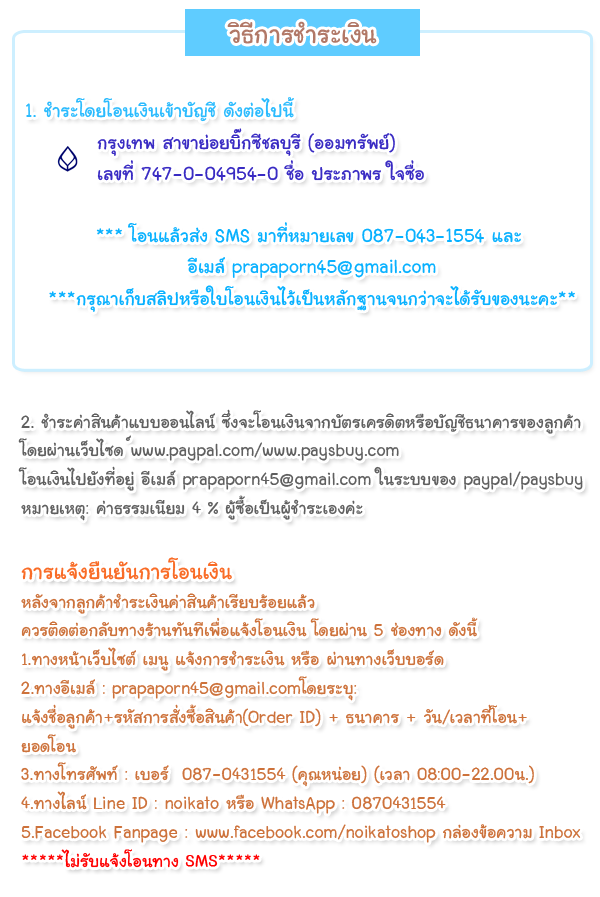 วิธีการชำระเงิน
1. ชำระโดยโอนเงินเข้าบัญชี ดังต่อไปนี้
กรุงเทพ สาขาย่อยบิ๊กซีชลบุรี (ออมทรัพย์)
เลขที่ 747-0-04954-0 ชื่อ ประภาพร ใจซื่อ
*** โอนแล้วส่ง SMS มาที่หมายเลข 087-043-1554 และ
อีเมล์ prapaporn45@gmail.com
***กรุณาเก็บสลิปหรือใบโอนเงินไว้เป็นหลักฐานจนกว่าจะได้รับของนะคะ**
2. ชำระค่าสินค้าแบบออนไลน์ ซึ่งจะโอนเงินจากบัตรเครดิตหรือบัญชีธนาคารของลูกค้า
โดยผ่านเว็บไซด์ www.paypal.com/www.paysbuy.com
โอนเงินไปยังที่อยู่ อีเมล์ prapaporn45@gmail.com ในระบบของ paypal/paysbuy
หมายเหตุ: ค่าธรรมเนียม 4 % ผู้ซื้อเป็นผู้ชำระเองค่ะ
การแจ้งยืนยันการโอนเงิน
หลังจากลูกค้าชำระเงินค่าสินค้าเรียบร้อยแล้ว
ควรติดต่อกลับทางร้านทันทีเพื่อแจ้งโอนเงิน โดยผ่าน 5 ช่องทาง ดังนี้
1.ทางหน้าเว็บไซต์ เมนู แจ้งการชำระเงิน หรือ ผ่านทางเว็บบอร์ด
2.ทางอีเมล์ : prapaporn45@gmail.comโดยระบุ:
แจ้งชื่อลูกค้า+รหัสการสั่งซื้อสินค้า(Order ID) + ธนาคาร + วัน/เวลาที่โอน+
ยอดโอน
3.ทางโทรศัพท์ : เบอร์ 087-0431554 (คุณหน่อย) (เวลา 08:00-22.00น.)
4.ทางไลน์ Line ID : noikato หรือ WhatsApp : 0870431554
5.Facebook Fanpage : www.facebook.com/noikatoshop กล่องข้อความ Inbox
*****ไม่รับแจ้งโอนทาง SMS*****